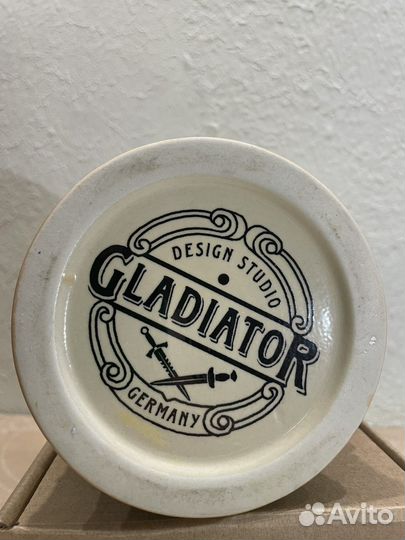 DESIGN STUDIO
GLADIATOR
GERMANY
Avito